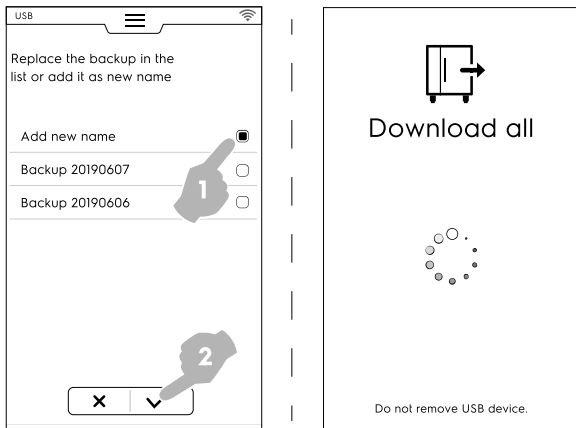 USB
Replace the backup in the
list or add it as new name
Add new name
Backup 20190607
Backup 20190606
1
2
Download all
Do not remove USB device.